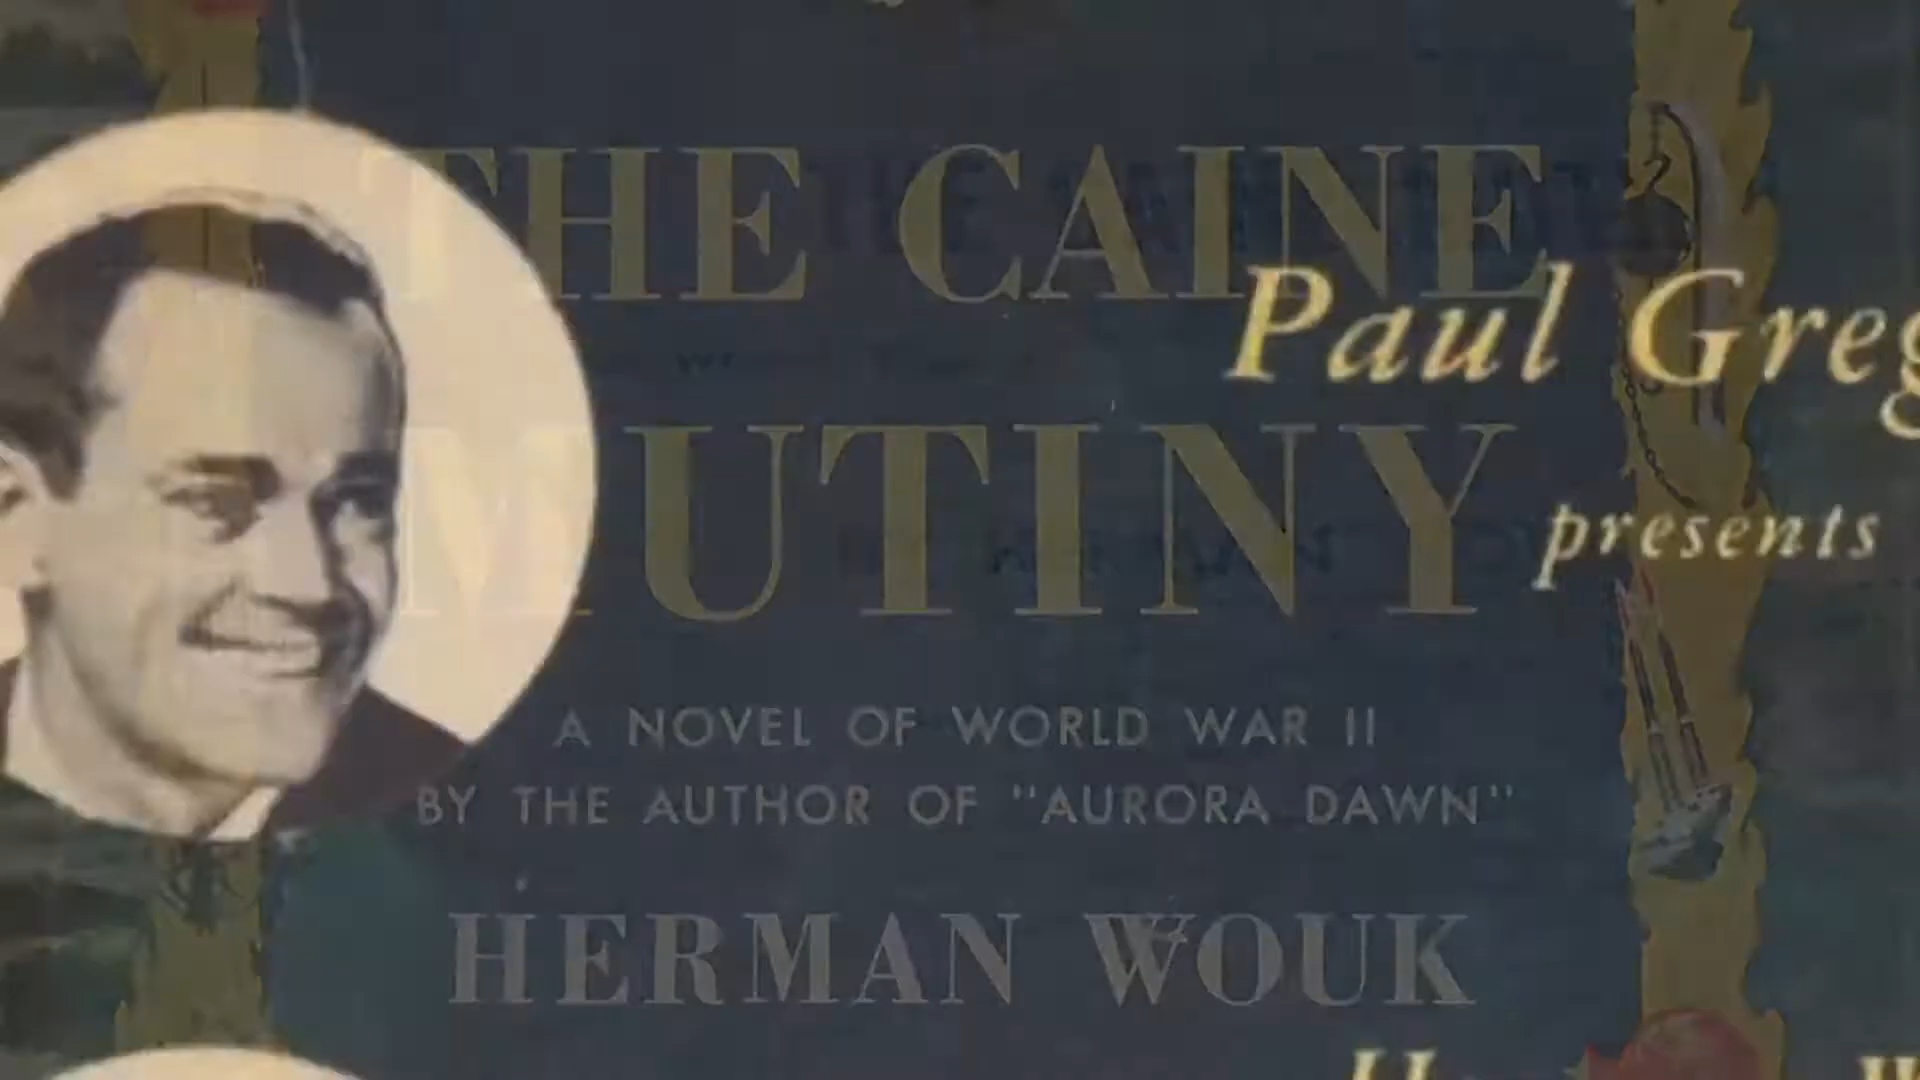 THE CAINE
Paul Greg
MUTINY
presents
A NOVEL OF WORLD WAR II
BY THE AUTHOR OF "AURORA DAWN"
HERMAN WOUK